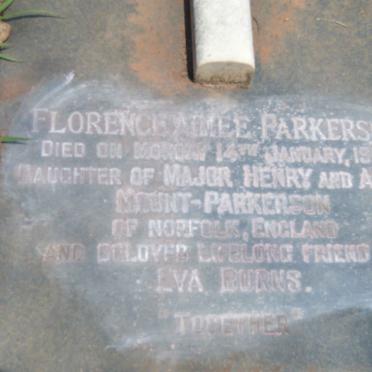 FLORENCE AIMEE PARKERS
DIED ON MONDAY 14TH JANUARY, 19
DAUGHTER OF MAJOR HENRY AND A
MOUNT-PARKERSON
OF NORFOLK, ENGLAND
AND BELOVED LIFELONG FRIEND
EVA BURNS.
"TOGETHER"